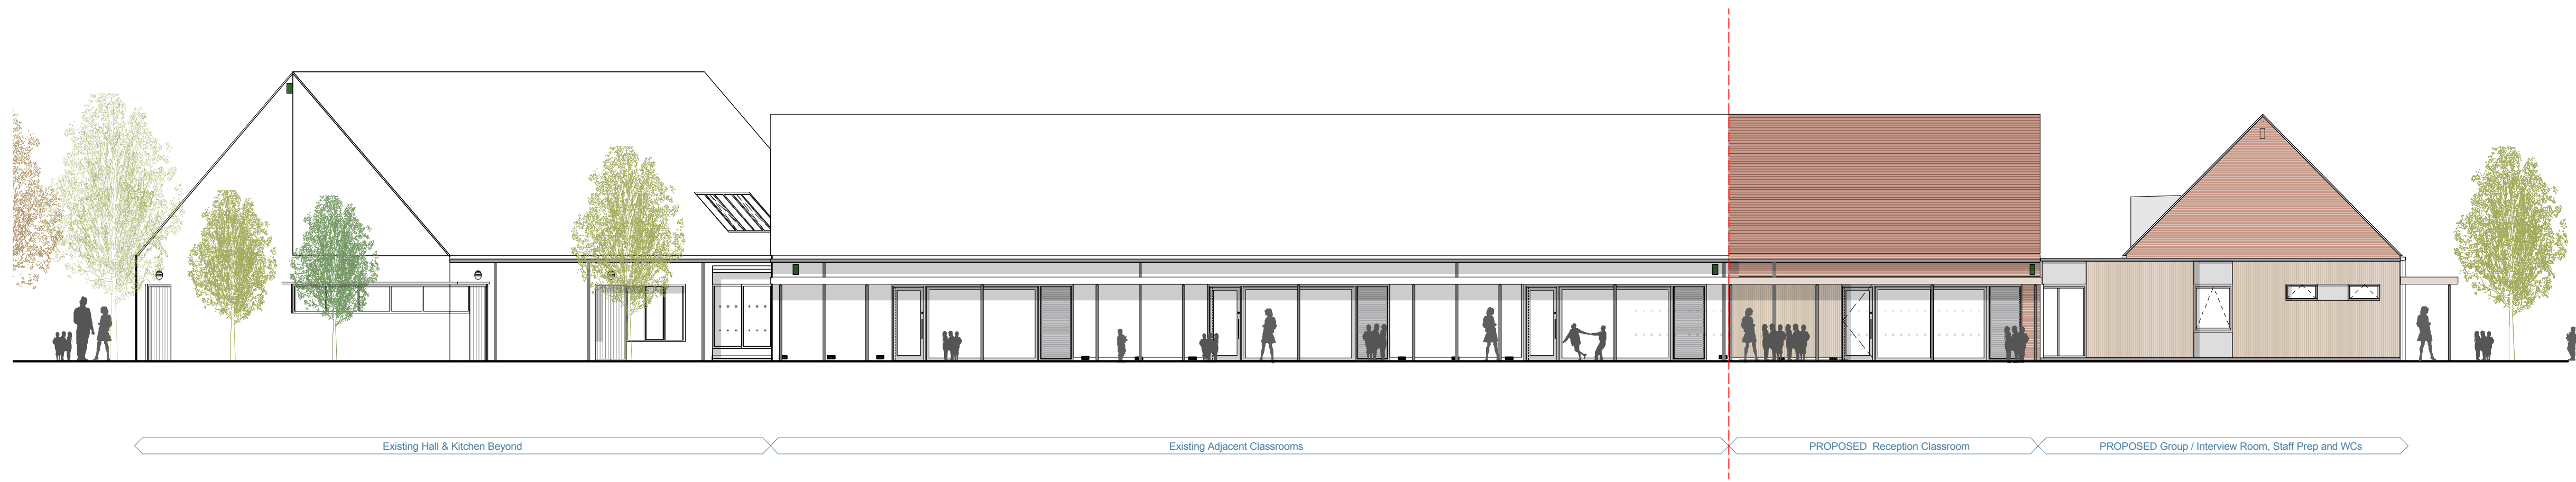 Existing Hall & Kitchen Beyond
Existing Adjacent Classrooms
PROPOSED Reception Classroom
PROPOSED Group / Interview Room, Staff Prep and WCs